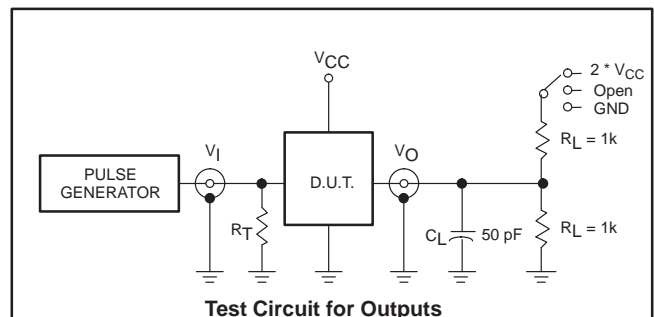 VCC
2 * VCC
Open
GND
RL = 1k
VI
VO
PULSE
GENERATOR
D.U.T.
RT
CL
50 pF
RL = 1k
Test Circuit for Outputs